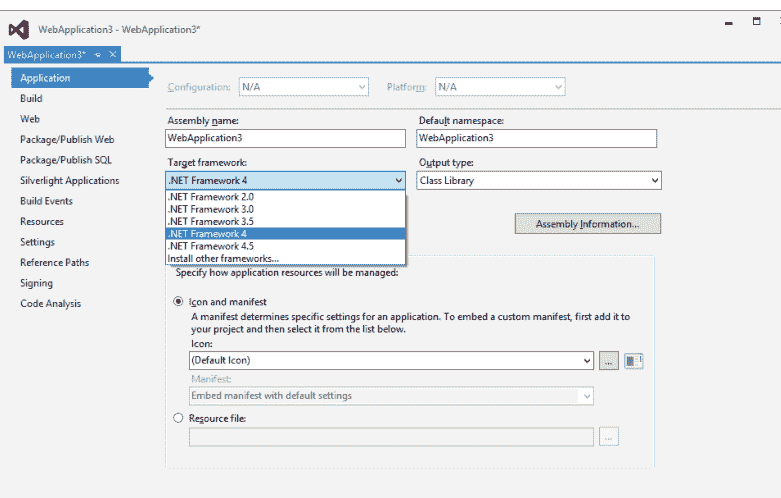 WebApplication3 - WebApplication3*
WebApplication3*
Application
Build
Web
Package/Publish Web
Package/Publish SQL
Silverlight Applications
Build Events
Resources
Settings
Reference Paths
Signing
Code Analysis
Configuration: N/A Platform: N/A
Assembly name: Default namespace:
WebApplication3 WebApplication3
Target framework: Output type:
.NET Framework 4 Class Library
.NET Framework 2.0
.NET Framework 3.0
.NET Framework 3.5
.NET Framework 4
.NET Framework 4.5
Install other frameworks...
Assembly Information...
Specify how application resources will be managed:
Icon and manifest
A manifest determines specific settings for an application. To embed a custom manifest, first add it to
your project and then select it from the list below.
Icon:
(Default Icon) ...
Manifest:
Embed manifest with default settings
Resource file:
...